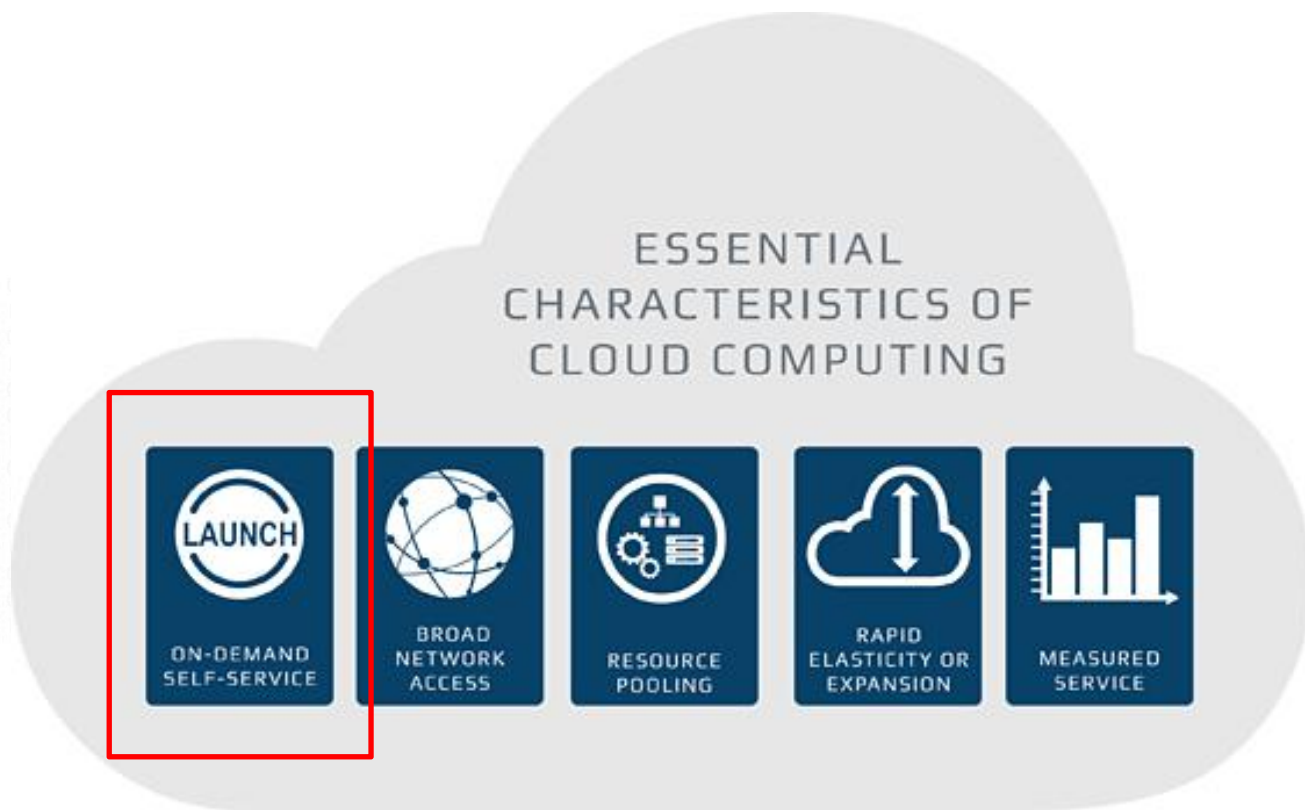 ESSENTIAL
CHARACTERISTICS OF
CLOUD COMPUTING
LAUNCH
ON-DEMAND
SELF-SERVICE
BROAD
NETWORK
ACCESS
RESOURCE
POOLING
RAPID
ELASTICITY OR
EXPANSION
MEASURED
SERVICE